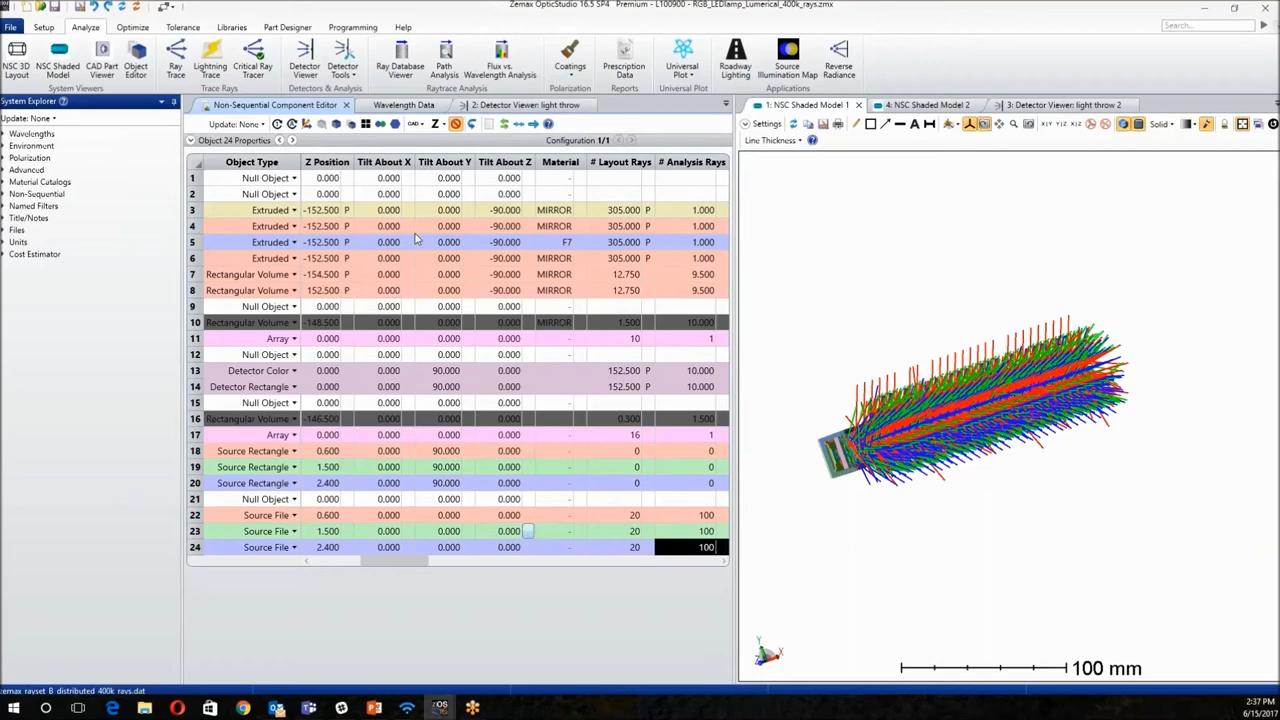 Zemax OpticStudio 16.5 SP4   Premium - L100900 - RGB_LEDlamp_Lumerical_400k_rays.zmx
File Setup Analyze Optimize Tolerance Libraries Part Designer Programming Help Search...
NSC 3D Layout NSC Shaded Model CAD Part Viewer Object Editor Ray Trace Lightning Trace Critical Ray Tracer Detector Viewer Detector Tools Ray Database Viewer Path Analysis Flux vs. Wavelength Analysis Coatings Prescription Data Universal Plot Roadway Lighting Source Illumination Map Reverse Radiance
System Viewers Trace Rays Detectors & Analysis Raytrace Analysis Polarization Reports Universal Plot Applications
System Explorer Non-Sequential Component Editor Wavelength Data 2: Detector Viewer: light throw 1: NSC Shaded Model 1 4: NSC Shaded Model 2 3: Detector Viewer: light throw 2
Update: None Update: None CAD Z Settings X Y Y Z X Z Solid
Wavelengths
Environment
Polarization
Advanced
Material Catalogs
Non-Sequential
Named Filters
Title/Notes
Files
Units
Cost Estimator
Object 24 Properties Configuration 1/1
Line Thickness
Object Type Z Position Tilt About X Tilt About Y Tilt About Z Material # Layout Rays # Analysis Rays
1 Null Object 0.000 0.000 0.000 0.000 -
2 Null Object 0.000 0.000 0.000 0.000 -
3 Extruded -152.500 P 0.000 0.000 -90.000 MIRROR 305.000 P 1.000
4 Extruded -152.500 P 0.000 0.000 -90.000 MIRROR 305.000 P 1.000
5 Extruded -152.500 P 0.000 0.000 -90.000 F7 305.000 P 1.000
6 Extruded -152.500 P 0.000 0.000 -90.000 MIRROR 305.000 P 1.000
7 Rectangular Volume -154.500 P 0.000 0.000 -90.000 MIRROR 12.750 9.500
8 Rectangular Volume 152.500 P 0.000 0.000 -90.000 MIRROR 12.750 9.500
9 Null Object 0.000 0.000 0.000 0.000 -
10 Rectangular Volume -148.500 0.000 0.000 0.000 MIRROR 1.500 10.000
11 Array 0.000 0.000 0.000 0.000 - 10 1
12 Null Object 0.000 0.000 0.000 0.000 -
13 Detector Color 0.000 0.000 90.000 0.000 152.500 P 10.000
14 Detector Rectangle 0.000 0.000 90.000 0.000 152.500 P 10.000
15 Null Object 0.000 0.000 0.000 0.000 -
16 Rectangular Volume -146.500 0.000 0.000 0.000 - 0.300 1.500
17 Array 0.000 0.000 0.000 0.000 - 16 1
18 Source Rectangle 0.600 0.000 90.000 0.000 - 0 0
19 Source Rectangle 1.500 0.000 90.000 0.000 - 0 0
20 Source Rectangle 2.400 0.000 90.000 0.000 - 0 0
21 Null Object 0.000 0.000 0.000 0.000 -
22 Source File 0.600 0.000 0.000 0.000 - 20 100
23 Source File 1.500 0.000 0.000 0.000 - 20 100
24 Source File 2.400 0.000 0.000 0.000 - 20 100
Y
X
Z
100 mm
zemax_rayset_B_distributed_400k_rays.dat
2:37 PM
6/15/2017